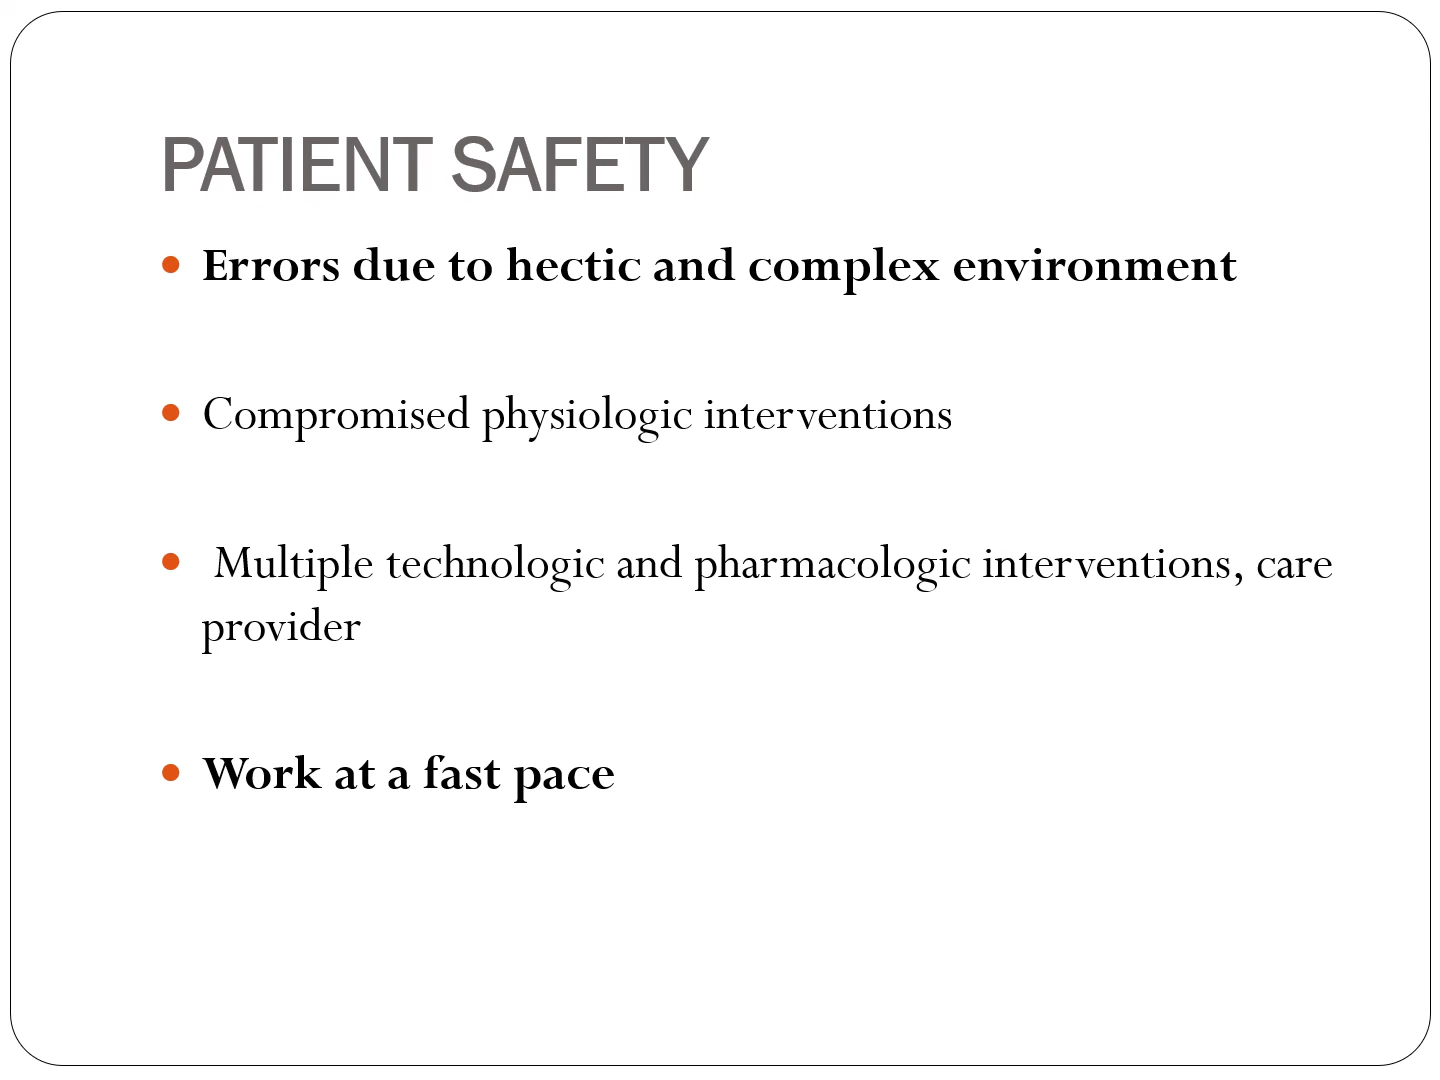 PATIENT SAFETY
• Errors due to hectic and complex environment
• Compromised physiologic interventions
• Multiple technologic and pharmacologic interventions, care
provider
• Work at a fast pace